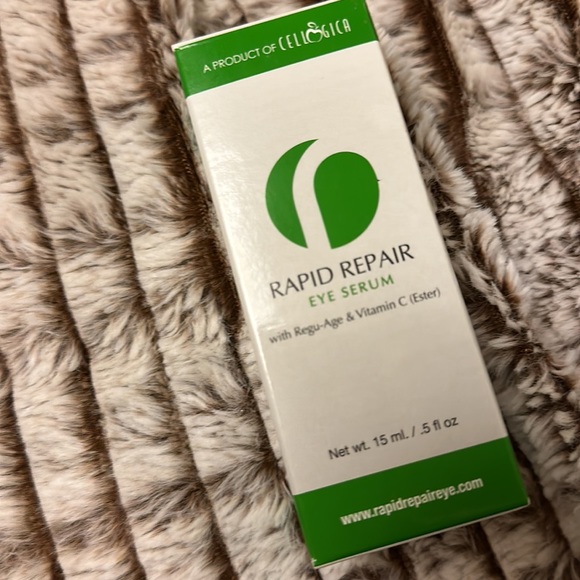 A PRODUCT OF CELLOGICA
RAPID REPAIR
EYE SERUM
with Regu-Age & Vitamin C (Ester)
Net wt. 15 ml. / .5 fl oz
www.rapidrepaireye.com